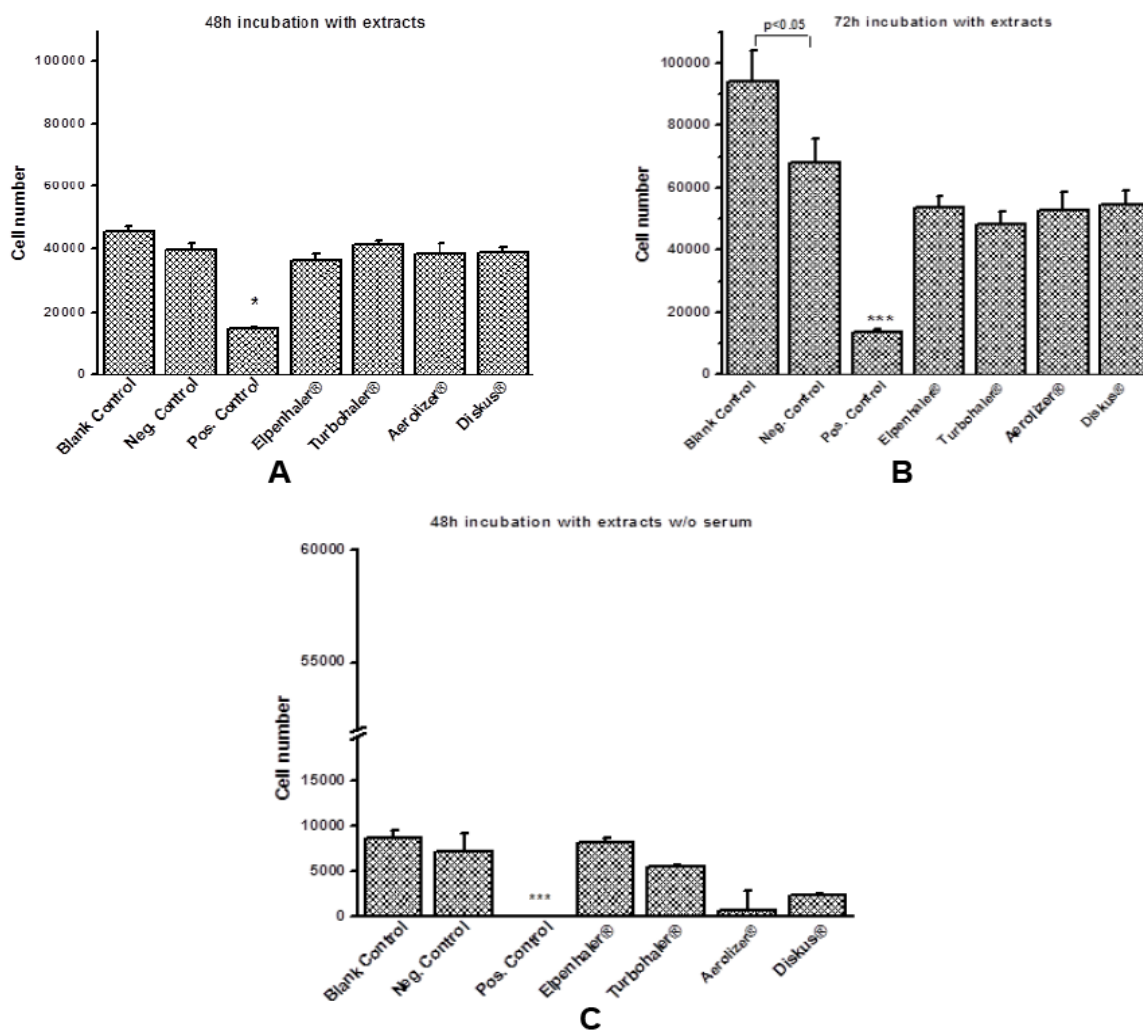 48h incubation with extracts
Cell number
100000
80000
60000
40000
20000
0
*
Blank Control
Neg. Control
Pos. Control
Elpenhaler®
Turbohaler®
Aerolizer®
Diskus®
A
72h incubation with extracts
p<0.05
Cell number
100000
80000
60000
40000
20000
0
***
Blank Control
Neg. Control
Pos. Control
Elpenhaler®
Turbohaler®
Aerolizer®
Diskus®
B
48h incubation with extracts w/o serum
Cell number
60000
55000
15000
10000
5000
0
***
Blank Control
Neg. Control
Pos. Control
Elpenhaler®
Turbohaler®
Aerolizer®
Diskus®
C